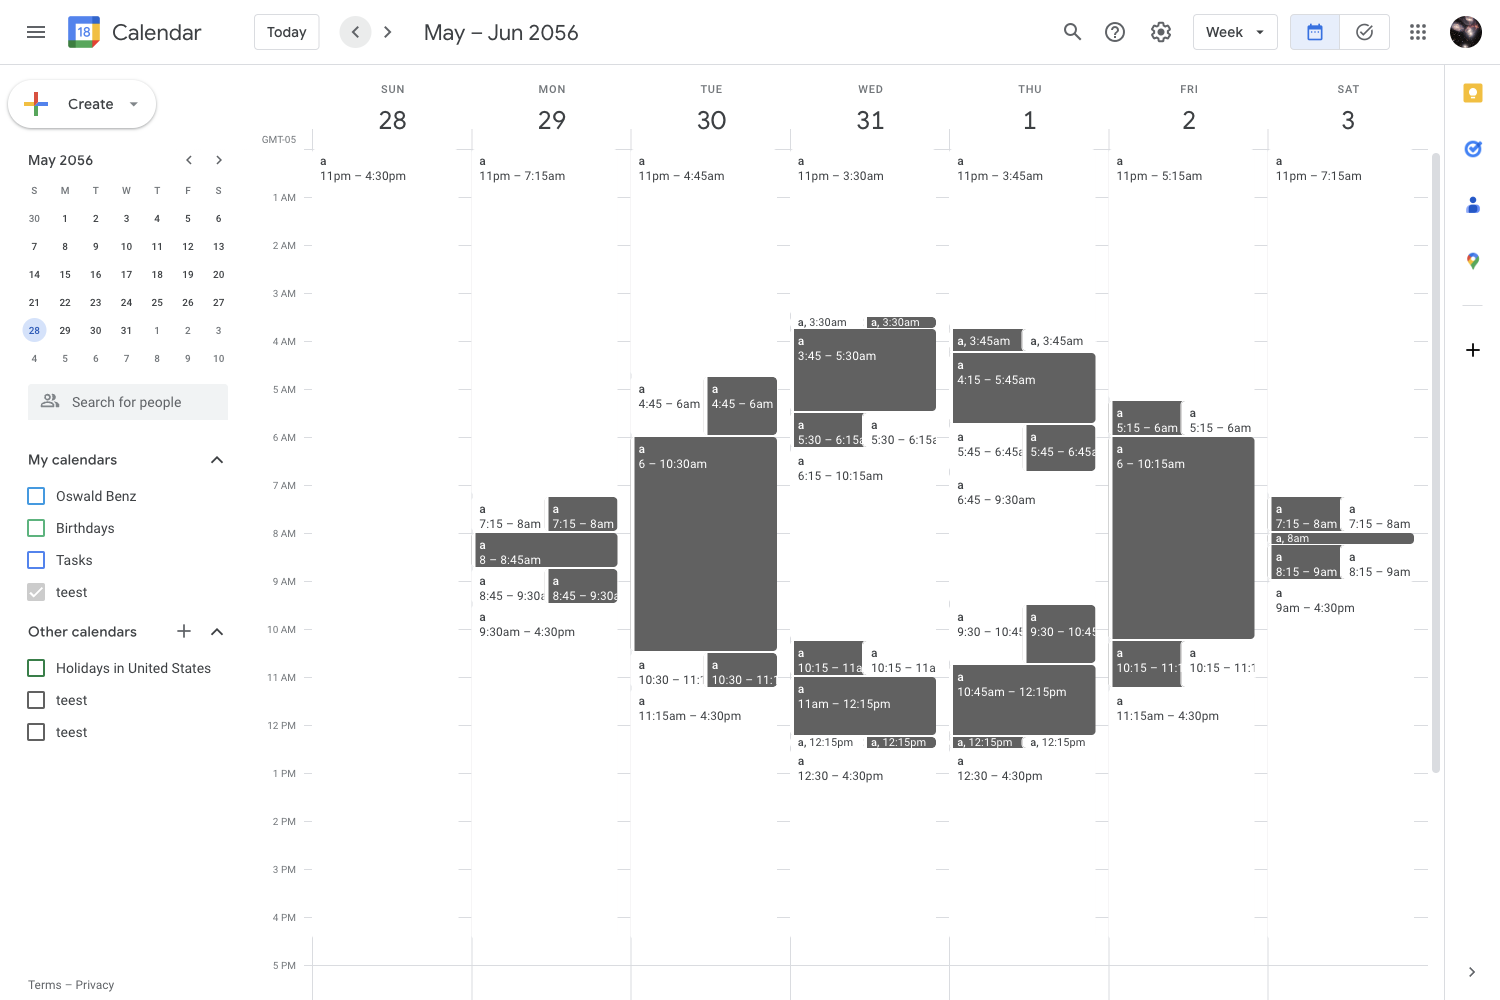 18 Calendar Today May – Jun 2056 Week
Create
May 2056
S M T W T F S
30 1 2 3 4 5 6
7 8 9 10 11 12 13
14 15 16 17 18 19 20
21 22 23 24 25 26 27
28 29 30 31 1 2 3
4 5 6 7 8 9 10
Search for people
My calendars
Oswald Benz
Birthdays
Tasks
teest
Other calendars
Holidays in United States
teest
teest
Terms – Privacy
SUN MON TUE WED THU FRI SAT
28 29 30 31 1 2 3
GMT-05
1 AM
2 AM
3 AM
4 AM
5 AM
6 AM
7 AM
8 AM
9 AM
10 AM
11 AM
12 PM
1 PM
2 PM
3 PM
4 PM
5 PM
a
11pm – 4:30pm
a
11pm – 7:15am
a
7:15 – 8am
a
7:15 – 8am
a
8 – 8:45am
a
8:45 – 9:30a
a
8:45 – 9:30a
a
9:30am – 4:30pm
a
11pm – 4:45am
a
4:45 – 6am
a
4:45 – 6am
a
6 – 10:30am
a
10:30 – 11:1
a
10:30 – 11:1
a
11:15am – 4:30pm
a
11pm – 3:30am
a, 3:30am
a, 3:30am
a
3:45 – 5:30am
a
5:30 – 6:15a
a
5:30 – 6:15a
a
6:15 – 10:15am
a
10:15 – 11a
a
10:15 – 11a
a
11am – 12:15pm
a, 12:15pm
a, 12:15pm
a
12:30 – 4:30pm
a
11pm – 3:45am
a, 3:45am
a, 3:45am
a
4:15 – 5:45am
a
5:45 – 6:45a
a
5:45 – 6:45a
a
6:45 – 9:30am
a
9:30 – 10:45
a
9:30 – 10:45
a
10:45am – 12:15pm
a, 12:15pm
a, 12:15pm
a
12:30 – 4:30pm
a
11pm – 5:15am
a
5:15 – 6am
a
5:15 – 6am
a
6 – 10:15am
a
10:15 – 11:1
a
10:15 – 11:1
a
11:15am – 4:30pm
a
11pm – 7:15am
a
7:15 – 8am
a
7:15 – 8am
a, 8am
a
8:15 – 9am
a
8:15 – 9am
a
9am – 4:30pm